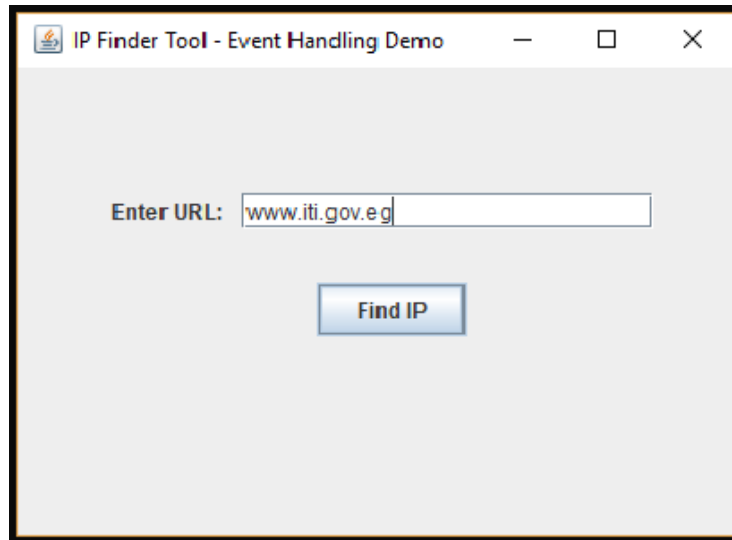 IP Finder Tool - Event Handling Demo
Enter URL: www.iti.gov.eg
Find IP